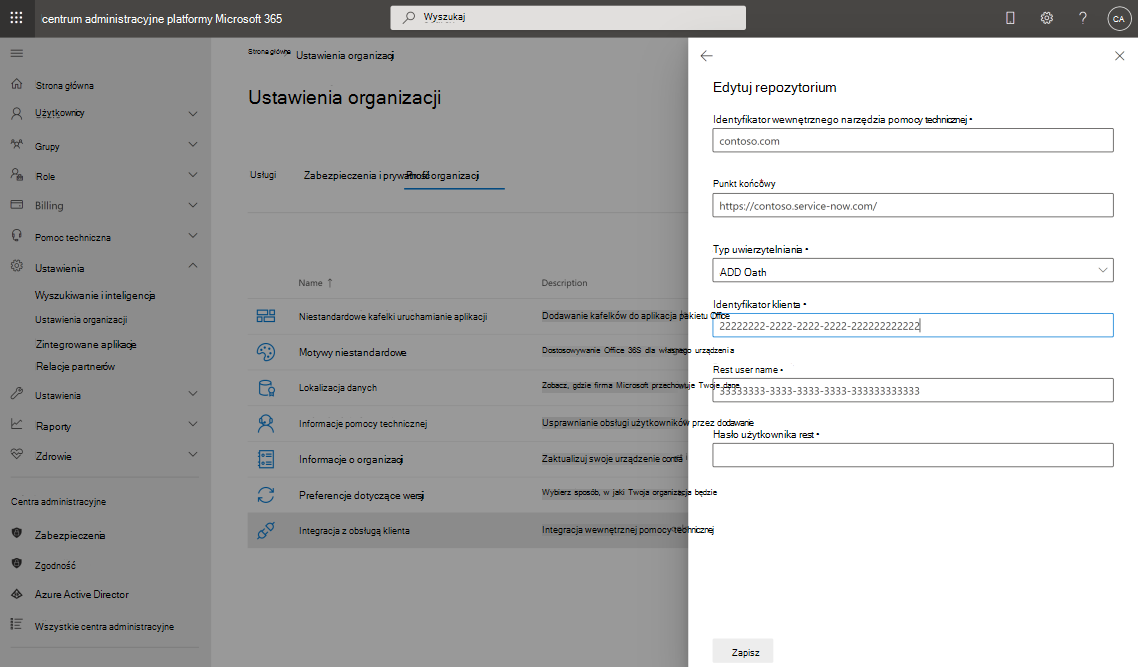 centrum administracyjne platformy Microsoft 365
Wyszukaj
CA
Strona główna
Użytkownicy
Grupy
Role
Billing
Pomoc techniczna
Ustawienia
Wyszukiwanie i inteligencja
Ustawienia organizacji
Zintegrowane aplikacje
Relacje partnerów
Ustawienia
Raporty
Zdrowie
Centra administracyjne
Zabezpieczenia
Zgodność
Azure Active Director
Wszystkie centra administracyjne
Strona główna Ustawienia organizacji
Ustawienia organizacji
Usługi Zabezpieczenia i prywatność Profil organizacji
Name ↑ Description
Niestandardowe kafelki uruchamianie aplikacji Dodawanie kafelków do aplikacja pakietu Office
Motywy niestandardowe Dostosowywanie Office 36S dla własnego urządzenia
Lokalizacja danych Zobacz, gdzie firma Microsoft przechowuje Twoje dane
Informacje pomocy technicznej Usprawnianie obsługi użytkowników przez dodawanie
Informacje o organizacji Zaktualizuj swoje urządzenie
Preferencje dotyczące wersji Wybierz sposób, w jaki Twoja organizacja będzie
Integracja z obsługą klienta Integracja wewnętrznej pomocy technicznej
Edytuj repozytorium
Identyfikator wewnętrznego narzędzia pomocy technicznej •
contoso.com
Punkt końcowy
https://contoso.service-now.com/
Typ uwierzytelniania •
ADD Oath
Identyfikator klienta •
22222222-2222-2222-2222-222222222222
Rest user name •
33333333-3333-3333-3333-333333333333
Hasło użytkownika rest •
Zapisz